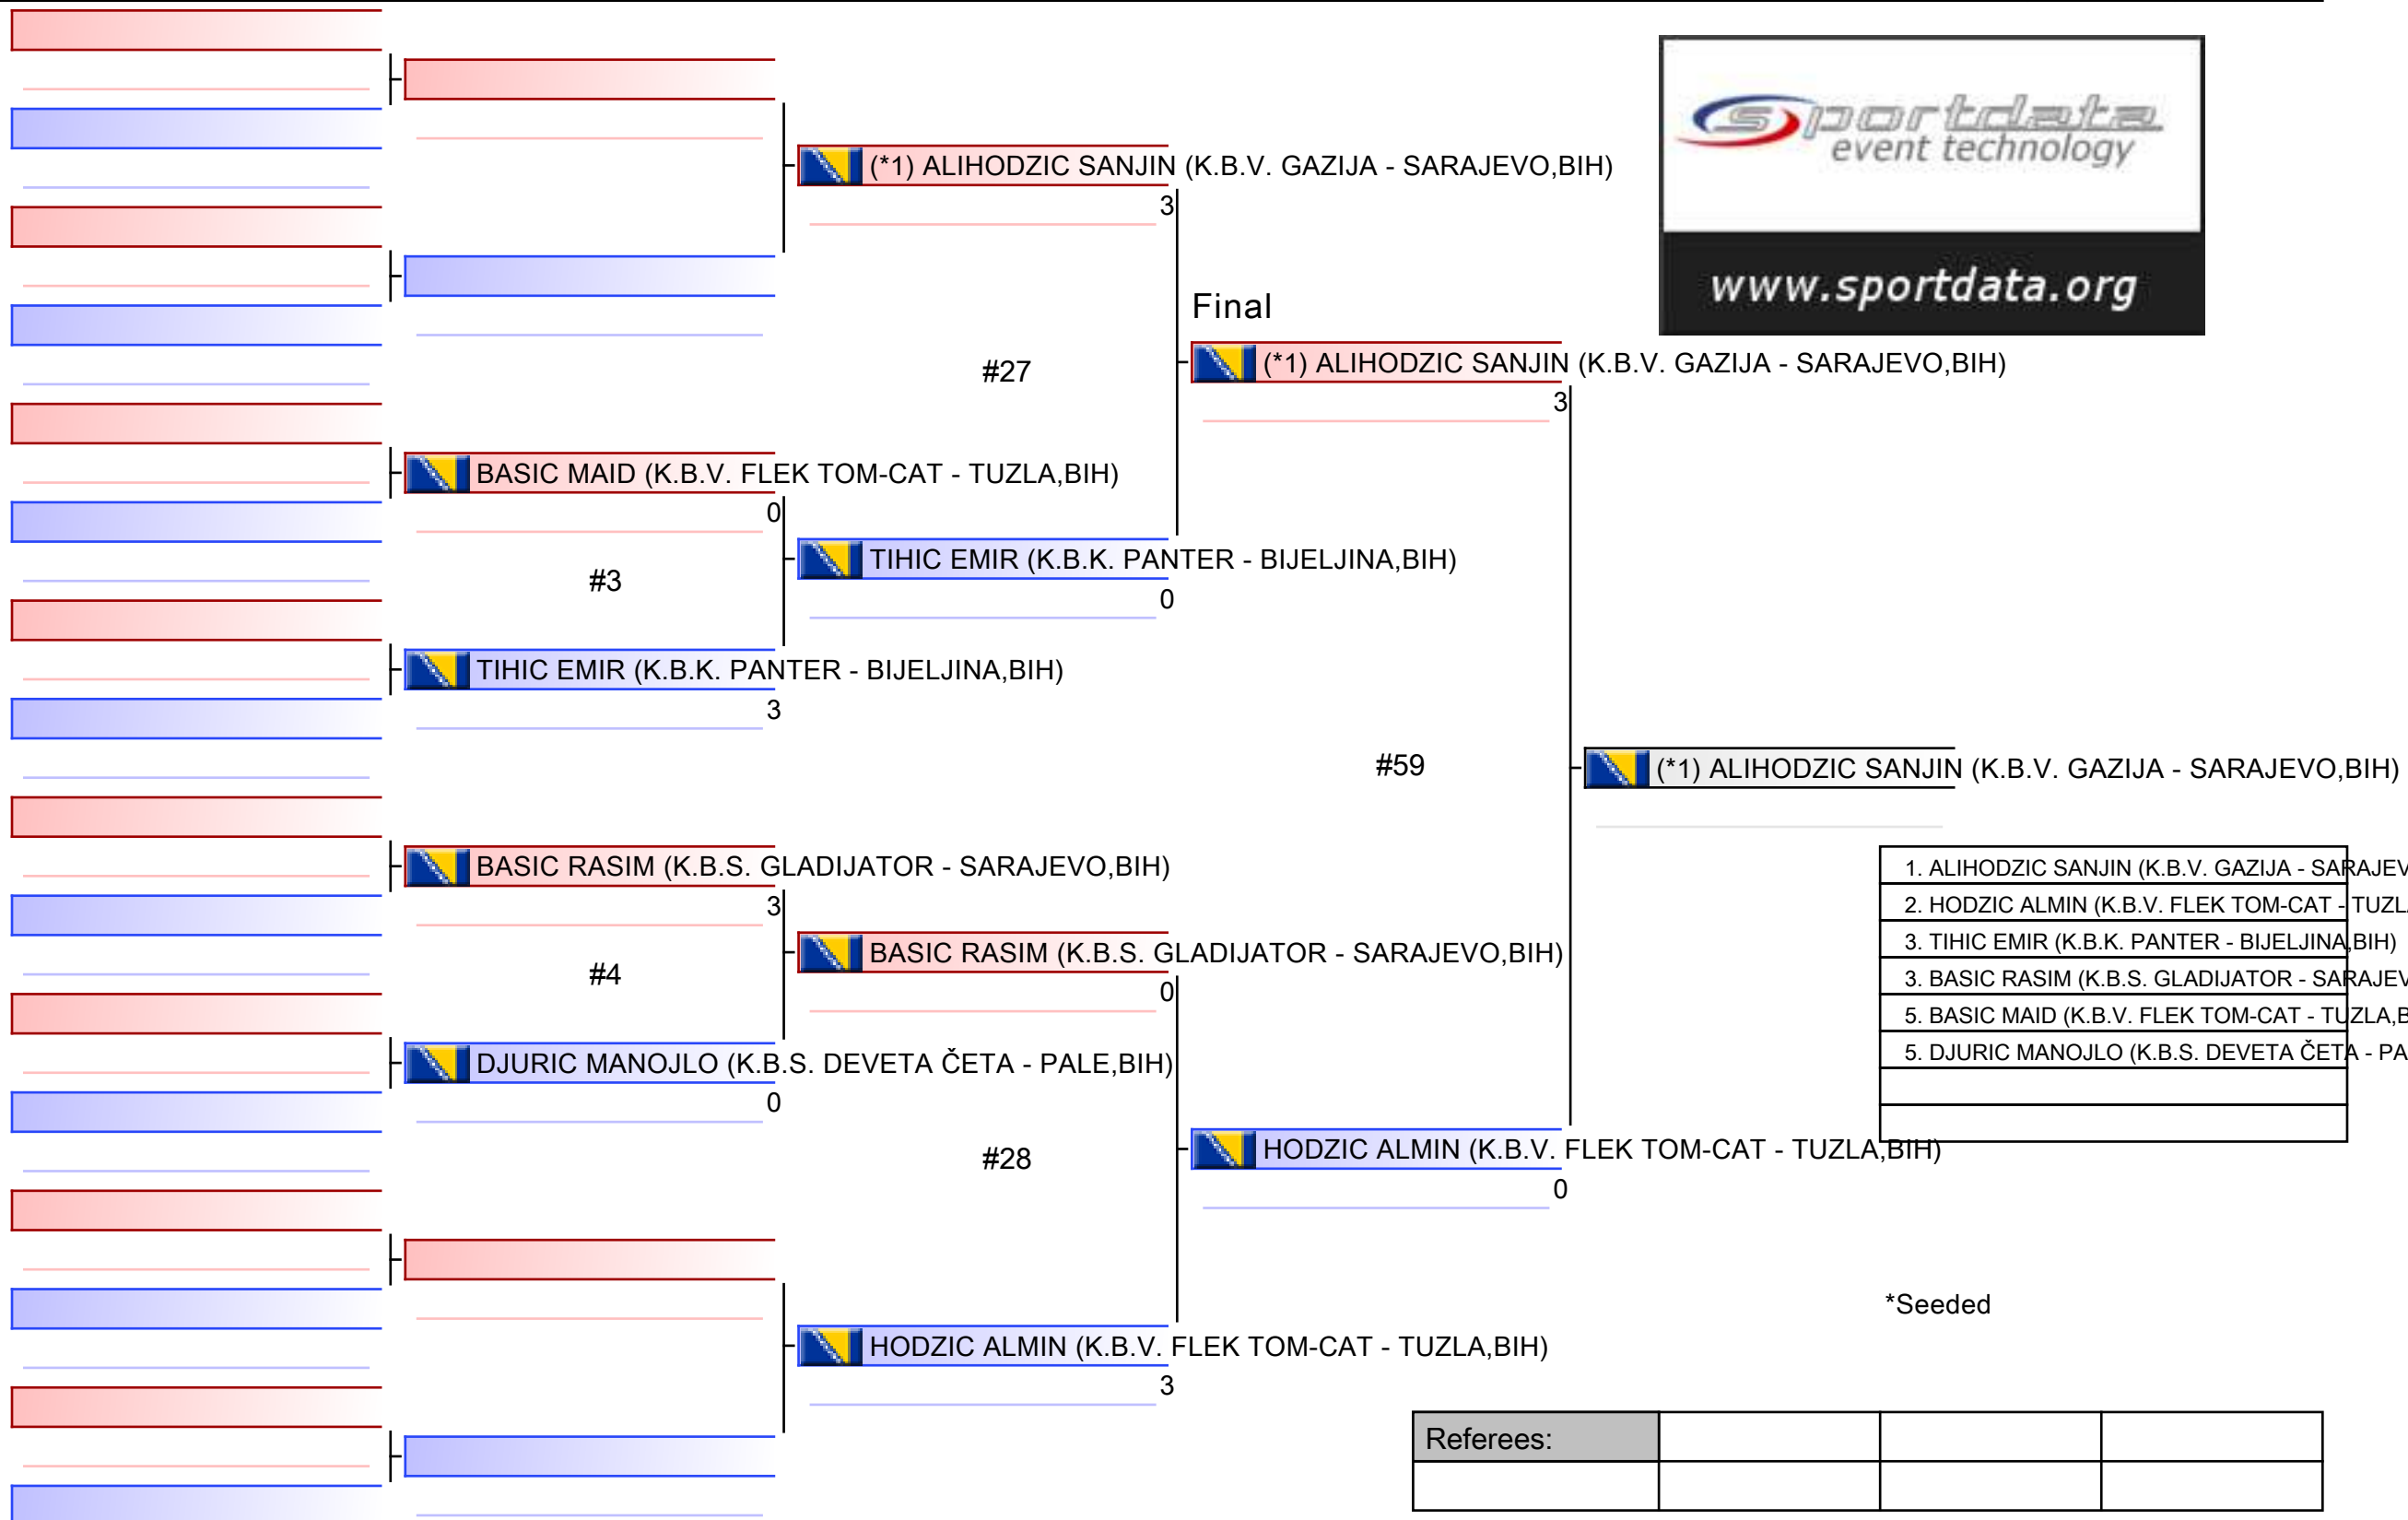 sportdata
event technology
www.sportdata.org
(*1) ALIHODZIC SANJIN (K.B.V. GAZIJA - SARAJEVO,BIH)
3
Final
#27
(*1) ALIHODZIC SANJIN (K.B.V. GAZIJA - SARAJEVO,BIH)
3
BASIC MAID (K.B.V. FLEK TOM-CAT - TUZLA,BIH)
0
#3
TIHIC EMIR (K.B.K. PANTER - BIJELJINA,BIH)
0
TIHIC EMIR (K.B.K. PANTER - BIJELJINA,BIH)
3
#59
(*1) ALIHODZIC SANJIN (K.B.V. GAZIJA - SARAJEVO,BIH)
BASIC RASIM (K.B.S. GLADIJATOR - SARAJEVO,BIH)
3
#4
BASIC RASIM (K.B.S. GLADIJATOR - SARAJEVO,BIH)
0
DJURIC MANOJLO (K.B.S. DEVETA ČETA - PALE,BIH)
0
#28
HODZIC ALMIN (K.B.V. FLEK TOM-CAT - TUZLA,BIH)
0
HODZIC ALMIN (K.B.V. FLEK TOM-CAT - TUZLA,BIH)
3
1. ALIHODZIC SANJIN (K.B.V. GAZIJA - SARAJEV
2. HODZIC ALMIN (K.B.V. FLEK TOM-CAT - TUZL
3. TIHIC EMIR (K.B.K. PANTER - BIJELJINA,BIH)
3. BASIC RASIM (K.B.S. GLADIJATOR - SARAJEV
5. BASIC MAID (K.B.V. FLEK TOM-CAT - TUZLA,B
5. DJURIC MANOJLO (K.B.S. DEVETA ČETA - PA
*Seeded
Referees: